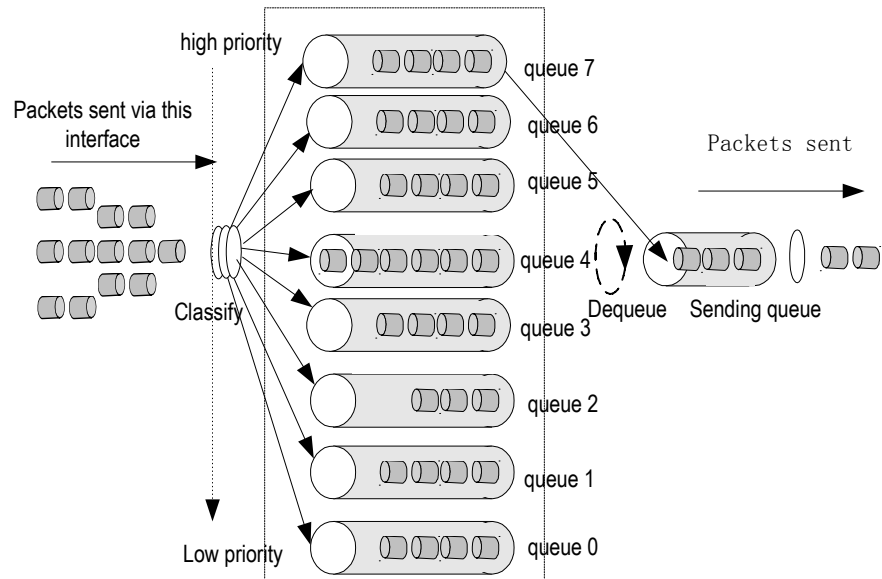 high priority
Packets sent via this
interface
queue 7
queue 6
queue 5
queue 4
queue 3
queue 2
queue 1
queue 0
Classify
Low priority
Packets sent
Dequeue
Sending queue